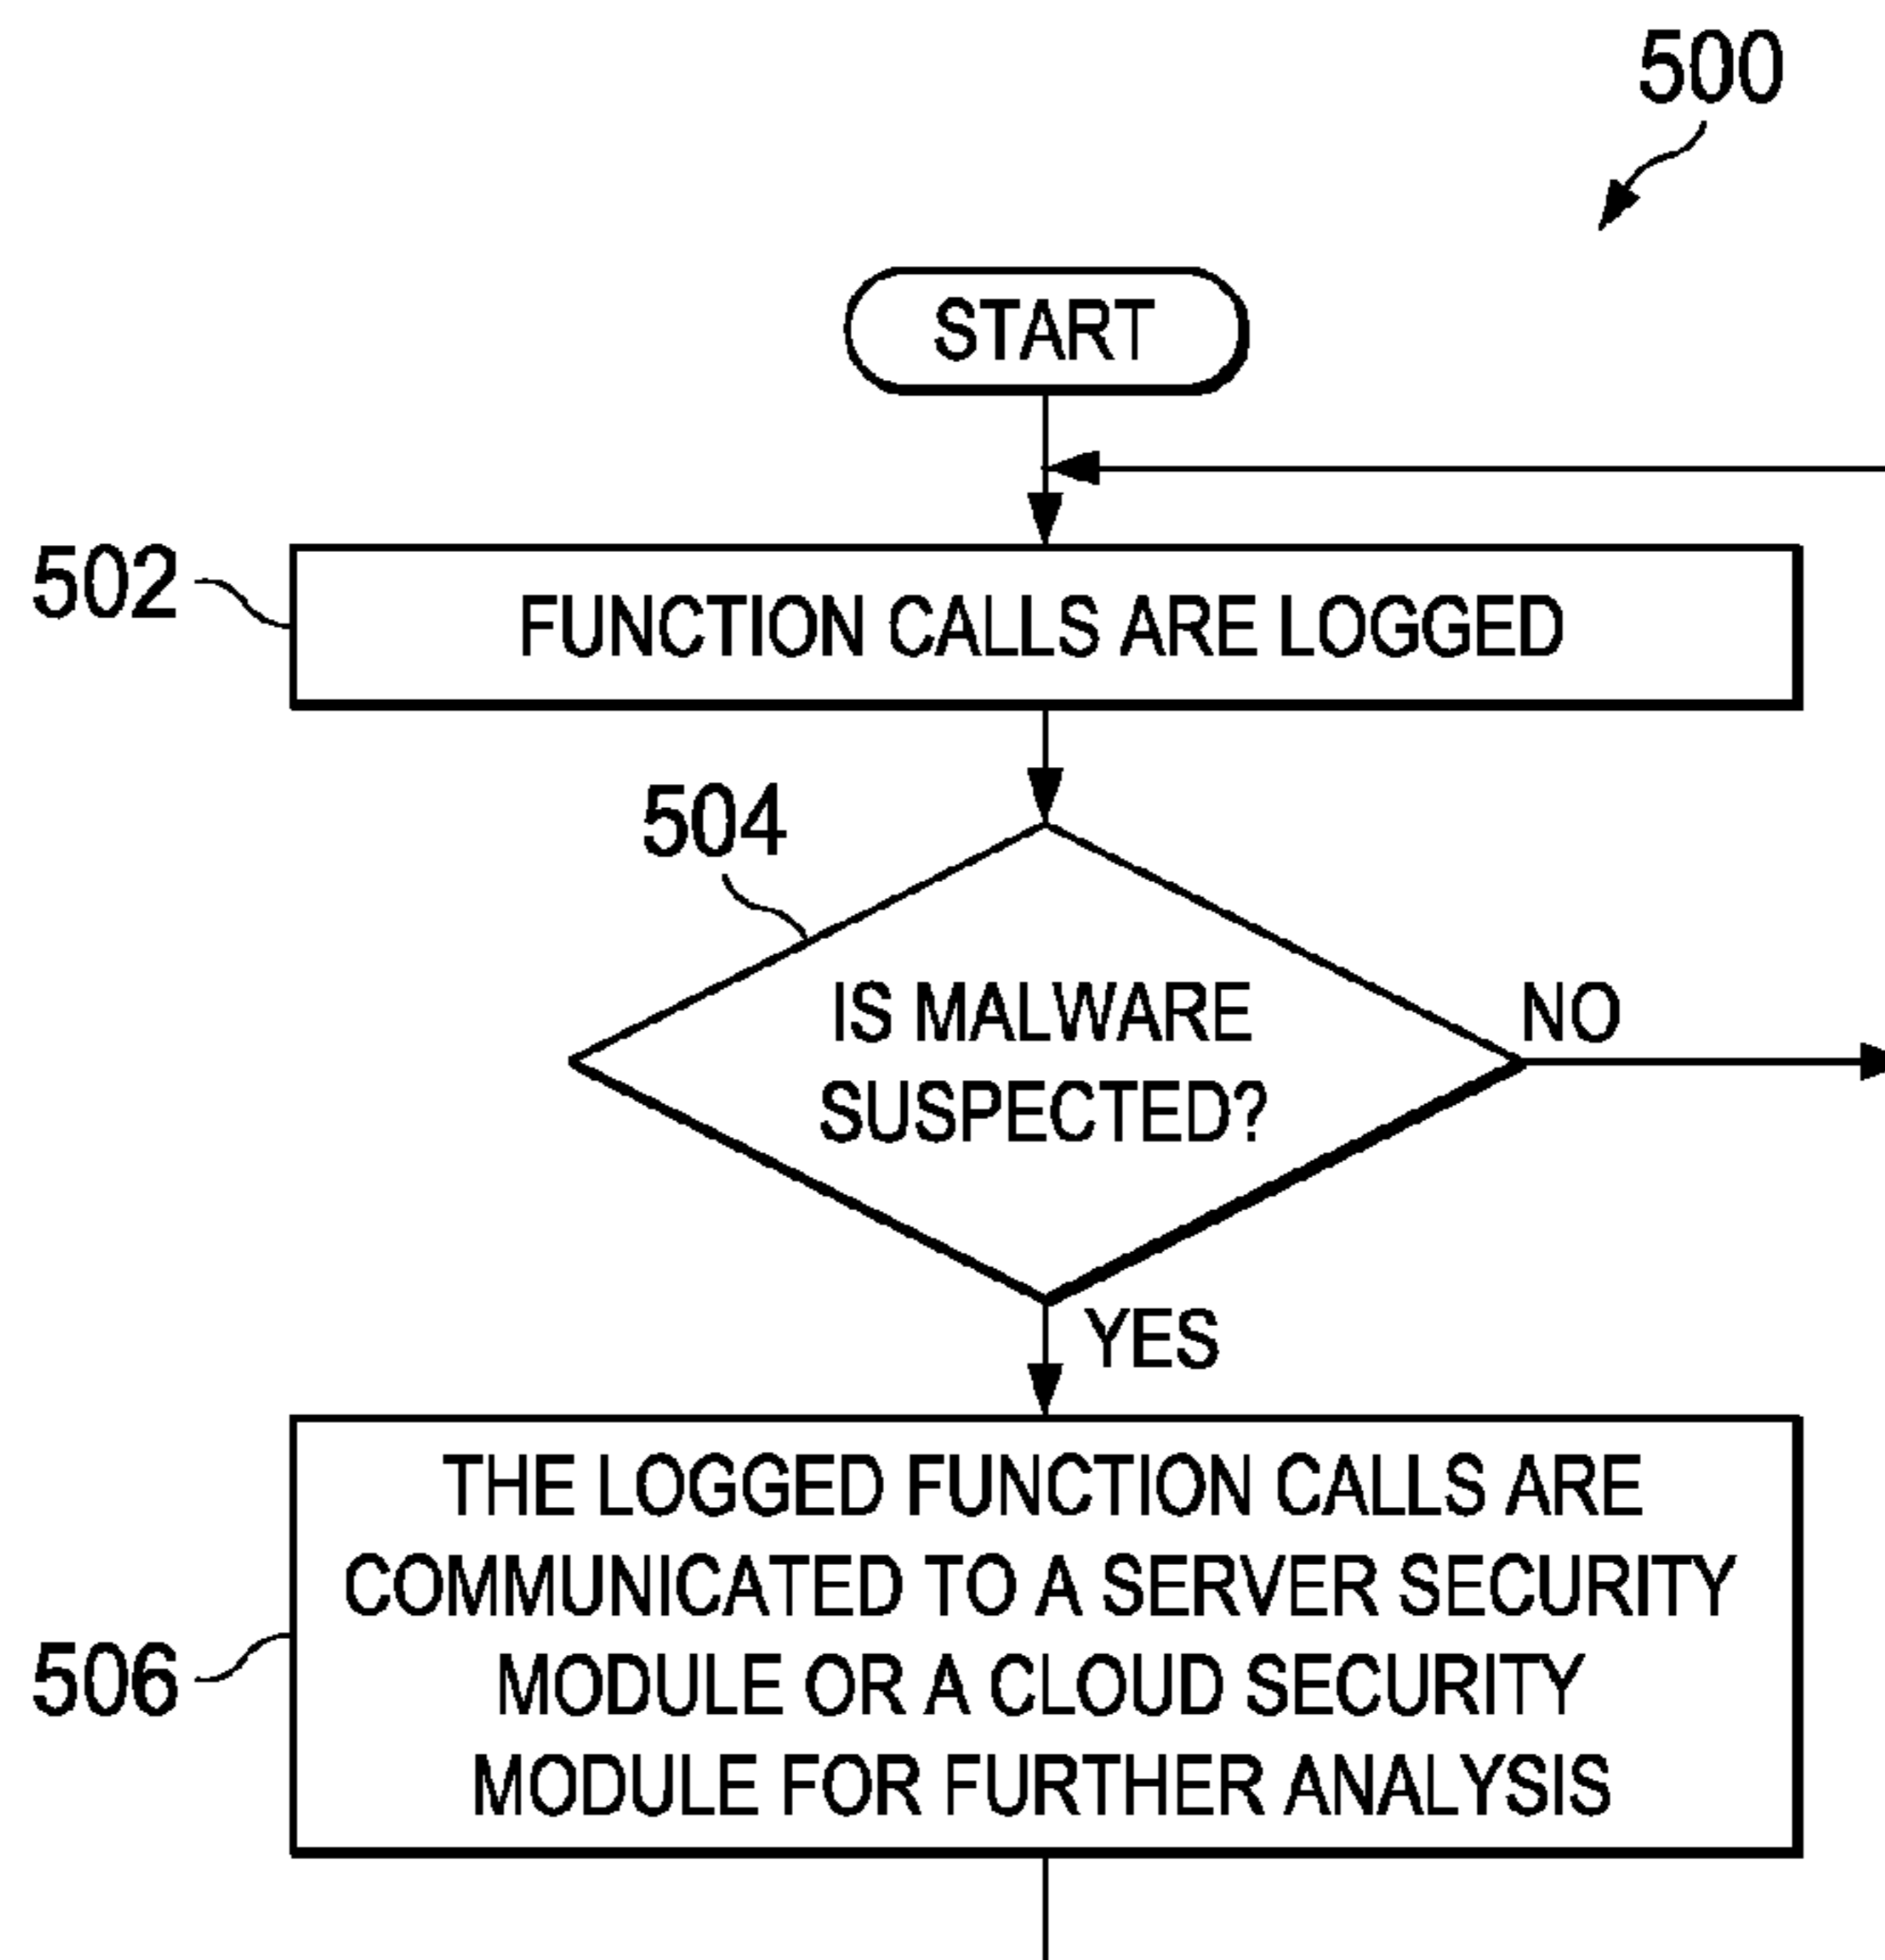 500
START
502
FUNCTION CALLS ARE LOGGED
504
IS MALWARE
SUSPECTED?
NO
YES
THE LOGGED FUNCTION CALLS ARE
COMMUNICATED TO A SERVER SECURITY
MODULE OR A CLOUD SECURITY
MODULE FOR FURTHER ANALYSIS
506